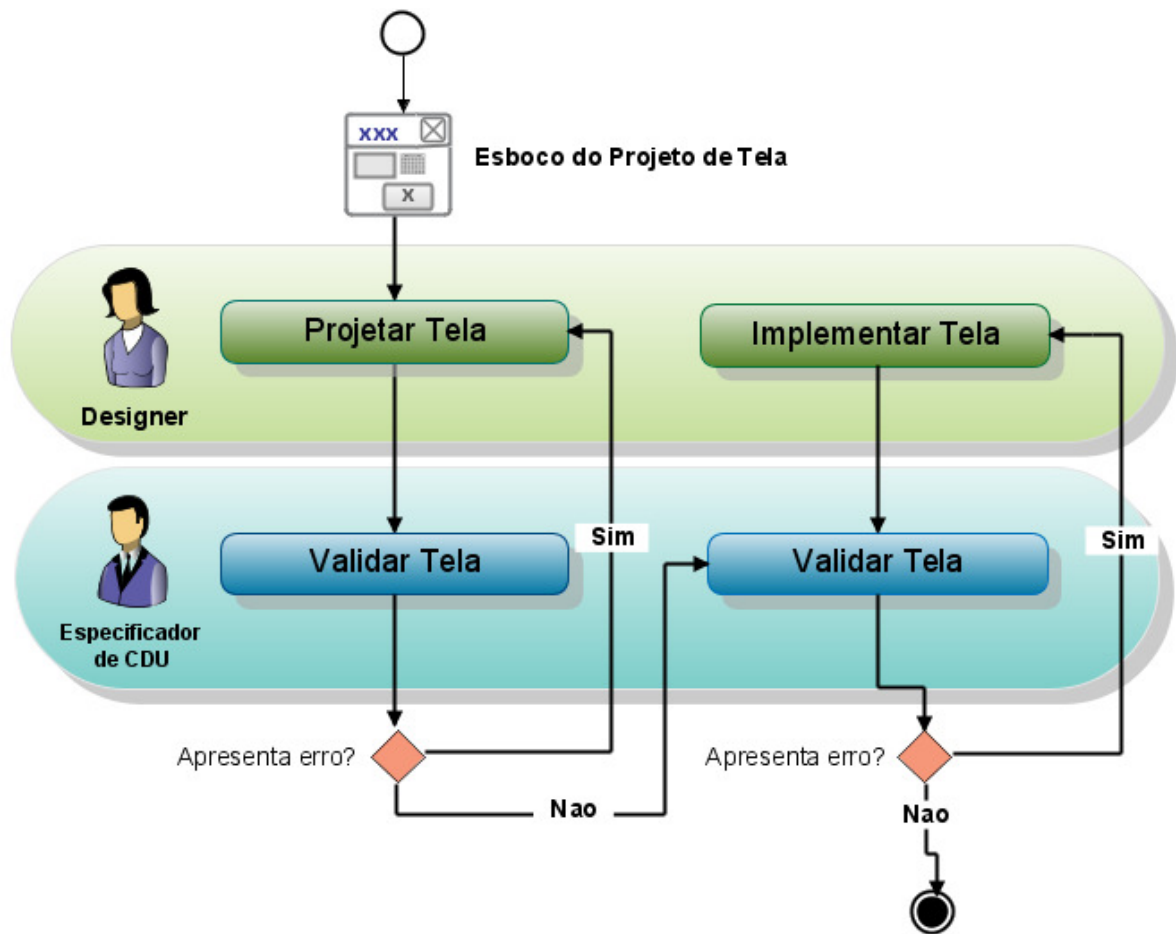 xxx
Esboco do Projeto de Tela
X
Projetar Tela
Implementar Tela
Designer
Sim
Sim
Validar Tela
Validar Tela
Especificador
de CDU
Apresenta erro?
Apresenta erro?
Nao
Nao